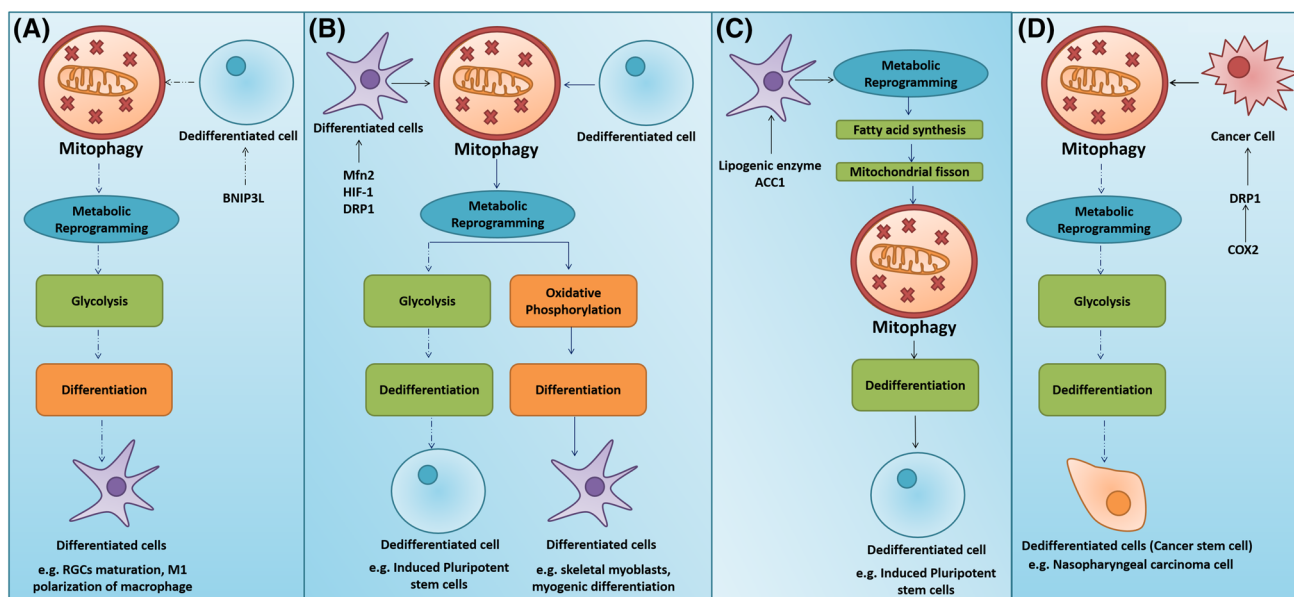 (A)
Mitophagy
Dedifferentiated cell
BNIP3L
Metabolic
Reprogramming
Glycolysis
Differentiation
Differentiated cells
e.g. RGCs maturation, M1
polarization of macrophage
(B)
Differentiated cells
Mitophagy
Dedifferentiated cell
Mfn2
HIF-1
DRP1
Metabolic
Reprogramming
Glycolysis
Oxidative
Phosphorylation
Dedifferentiation
Differentiation
Dedifferentiated cell
e.g. Induced Pluripotent
stem cells
Differentiated cells
e.g. skeletal myoblasts,
myogenic differentiation
(C)
Metabolic
Reprogramming
Lipogenic enzyme
ACC1
Fatty acid synthesis
Mitochondrial fisson
Mitophagy
Dedifferentiation
Dedifferentiated cell
e.g. Induced Pluripotent
stem cells
(D)
Mitophagy
Cancer Cell
DRP1
COX2
Metabolic
Reprogramming
Glycolysis
Dedifferentiation
Dedifferentiated cells (Cancer stem cell)
e.g. Nasopharyngeal carcinoma cell